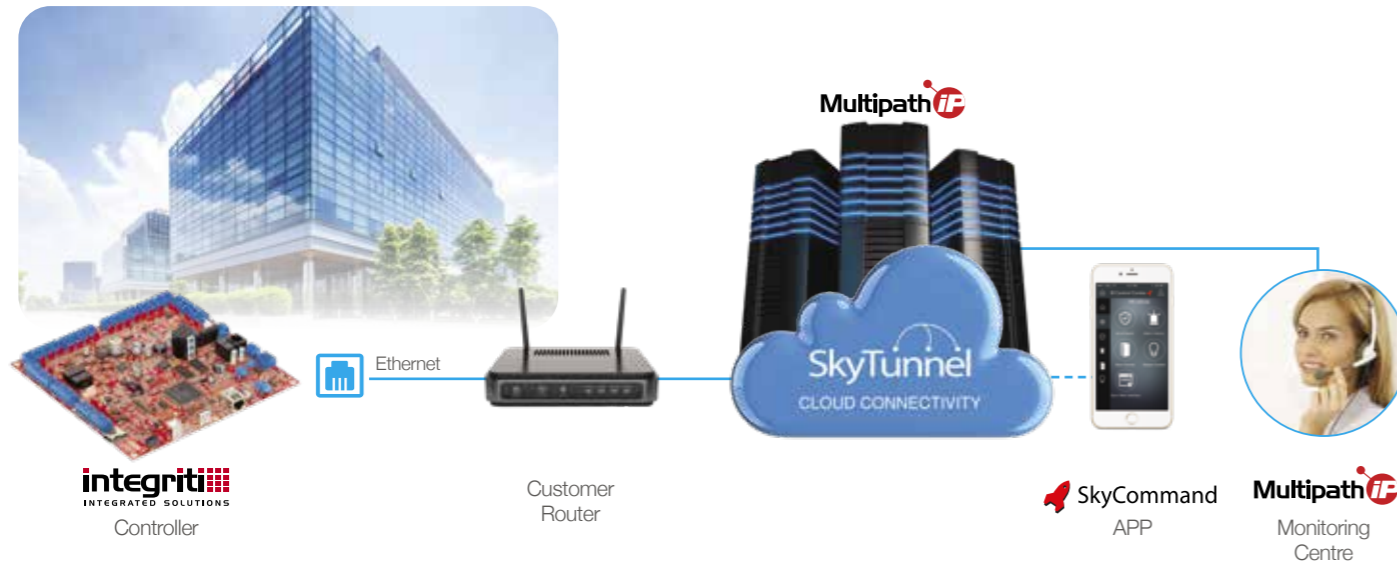 Multipath iP
Ethernet
SkyTunnel
CLOUD CONNECTIVITY
integriti
INTEGRATED SOLUTIONS
Controller
Customer
Router
SkyCommand
APP
Multipath iP
Monitoring
Centre